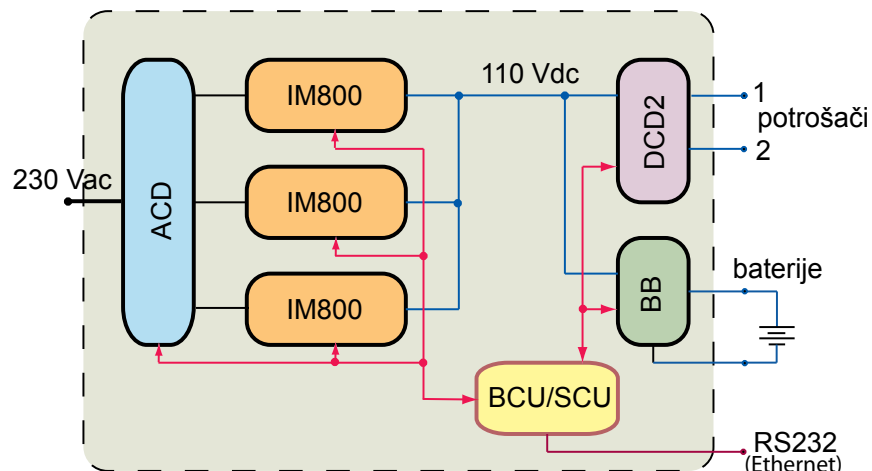 230 Vac
ACD
IM800
IM800
IM800
110 Vdc
DCD2
1
potrošači
2
BB
baterije
BCU/SCU
RS232
(Ethernet)